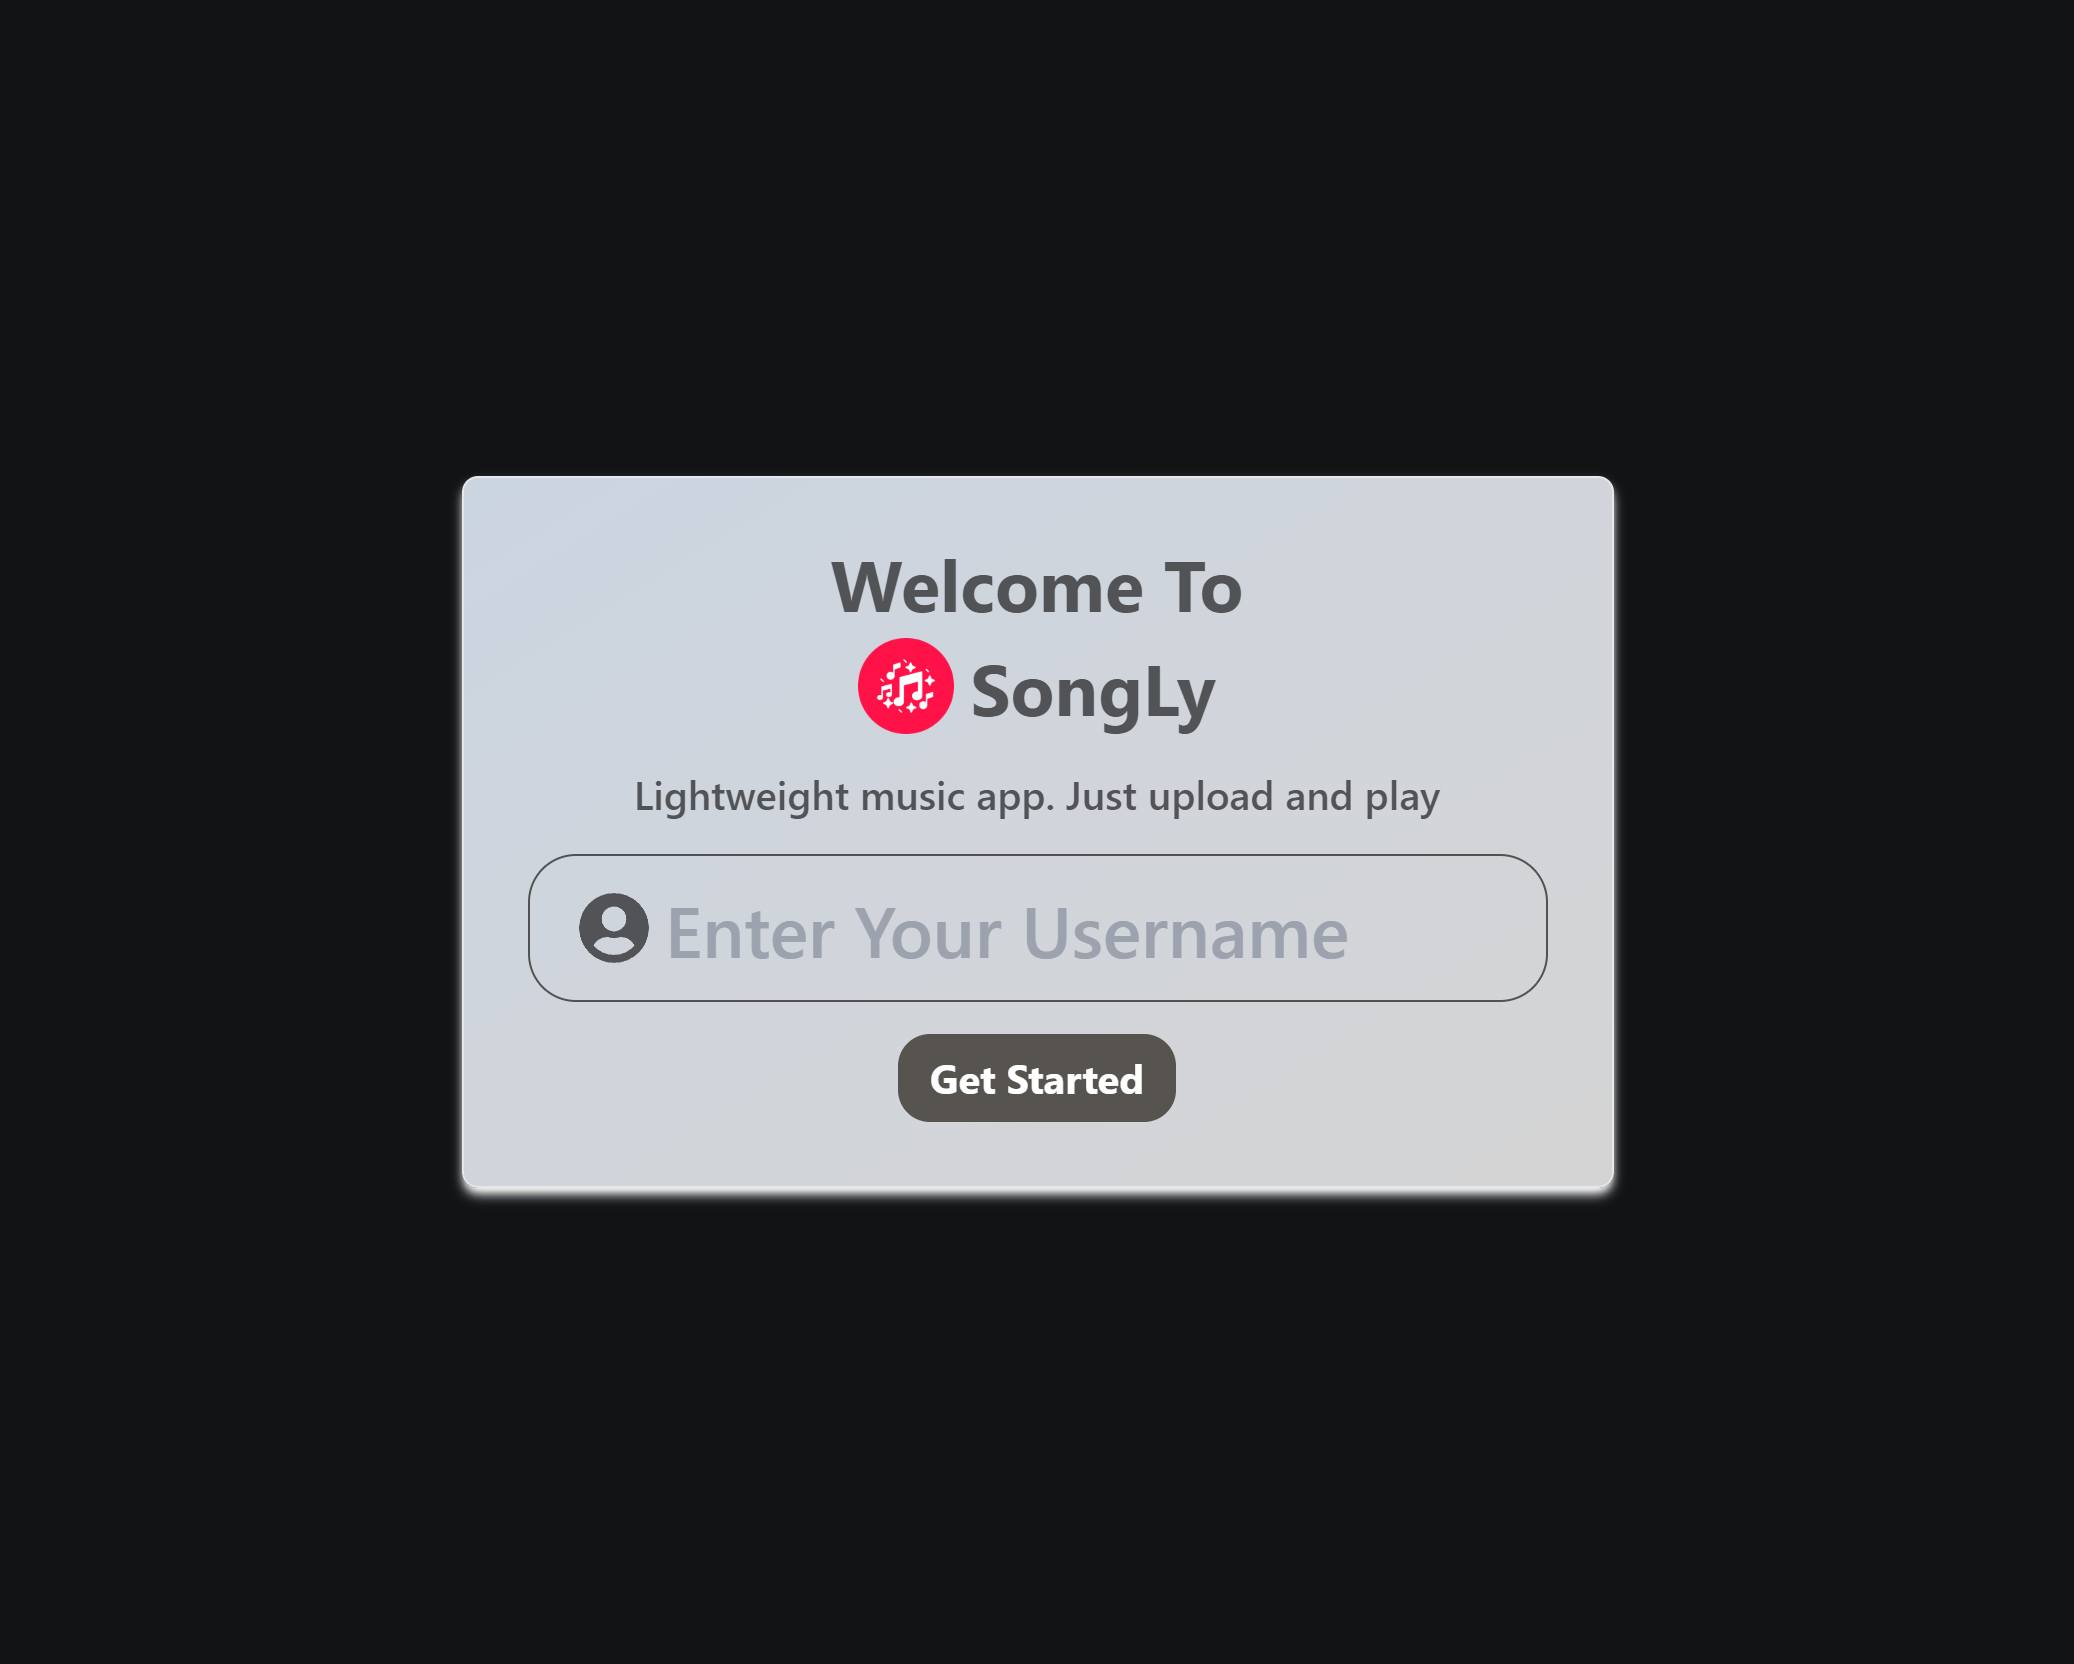 Welcome To
SongLy
Lightweight music app. Just upload and play
Enter Your Username
Get Started